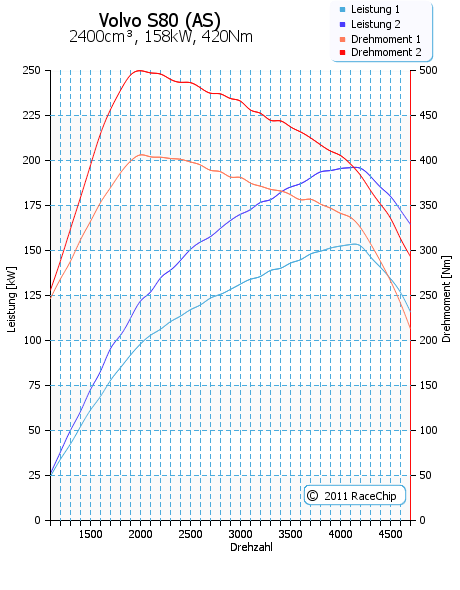 Volvo S80 (AS)
2400cm³, 158kW, 420Nm
Leistung 1
Leistung 2
Drehmoment 1
Drehmoment 2
Leistung [kW]
250
225
200
175
150
125
100
75
50
25
0
500
450
400
350
300
250
200
150
100
50
0
Drehmoment [Nm]
© 2011 RaceChip
1500 2000 2500 3000 3500 4000 4500
Drehzahl